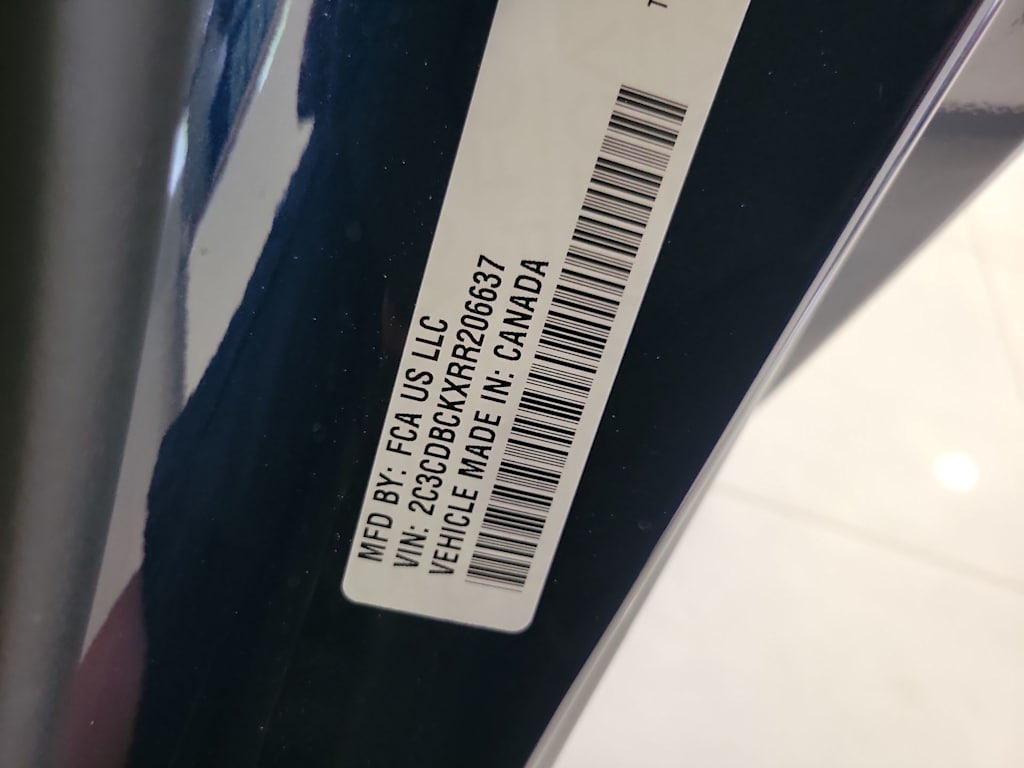 MFD BY: FCA US LLC
VIN: 2C3CDBCKXRR206637
VEHICLE MADE IN: CANADA